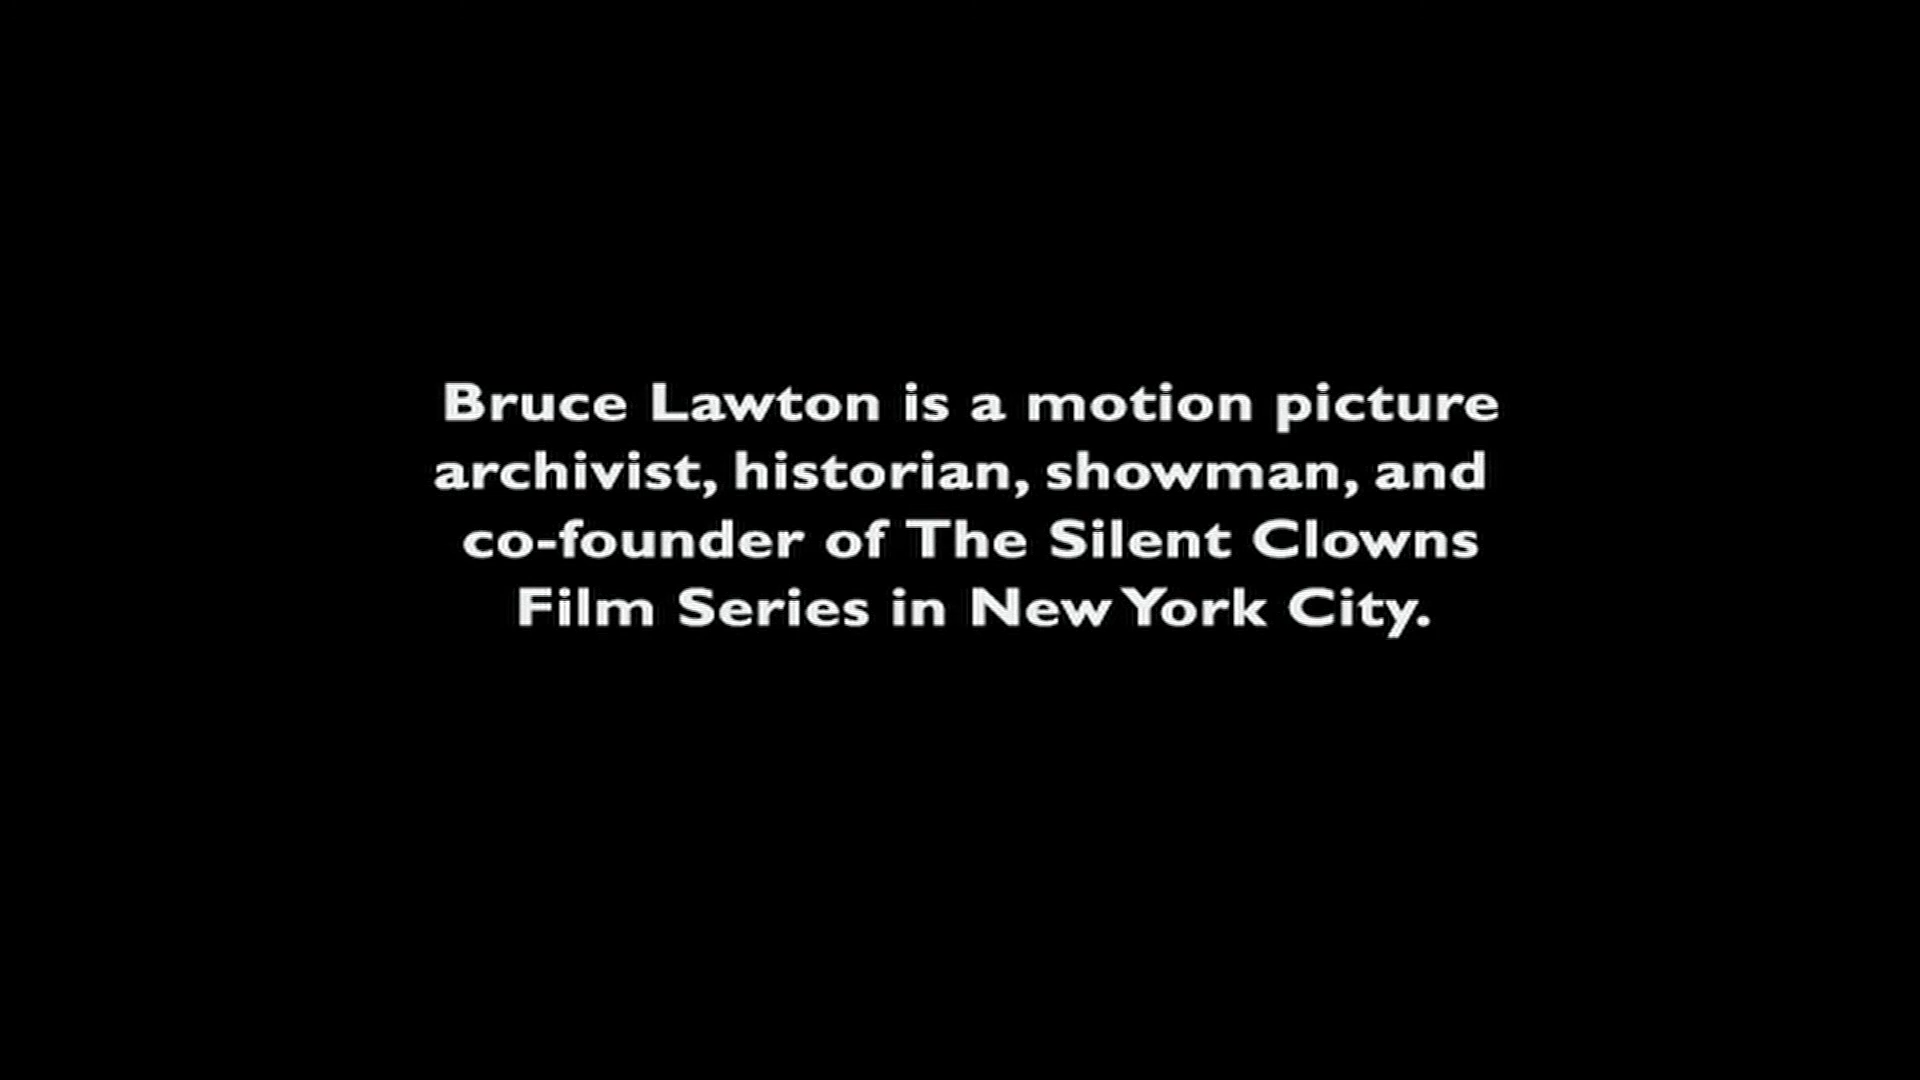 Bruce Lawton is a motion picture
archivist, historian, showman, and
co-founder of The Silent Clowns
Film Series in New York City.